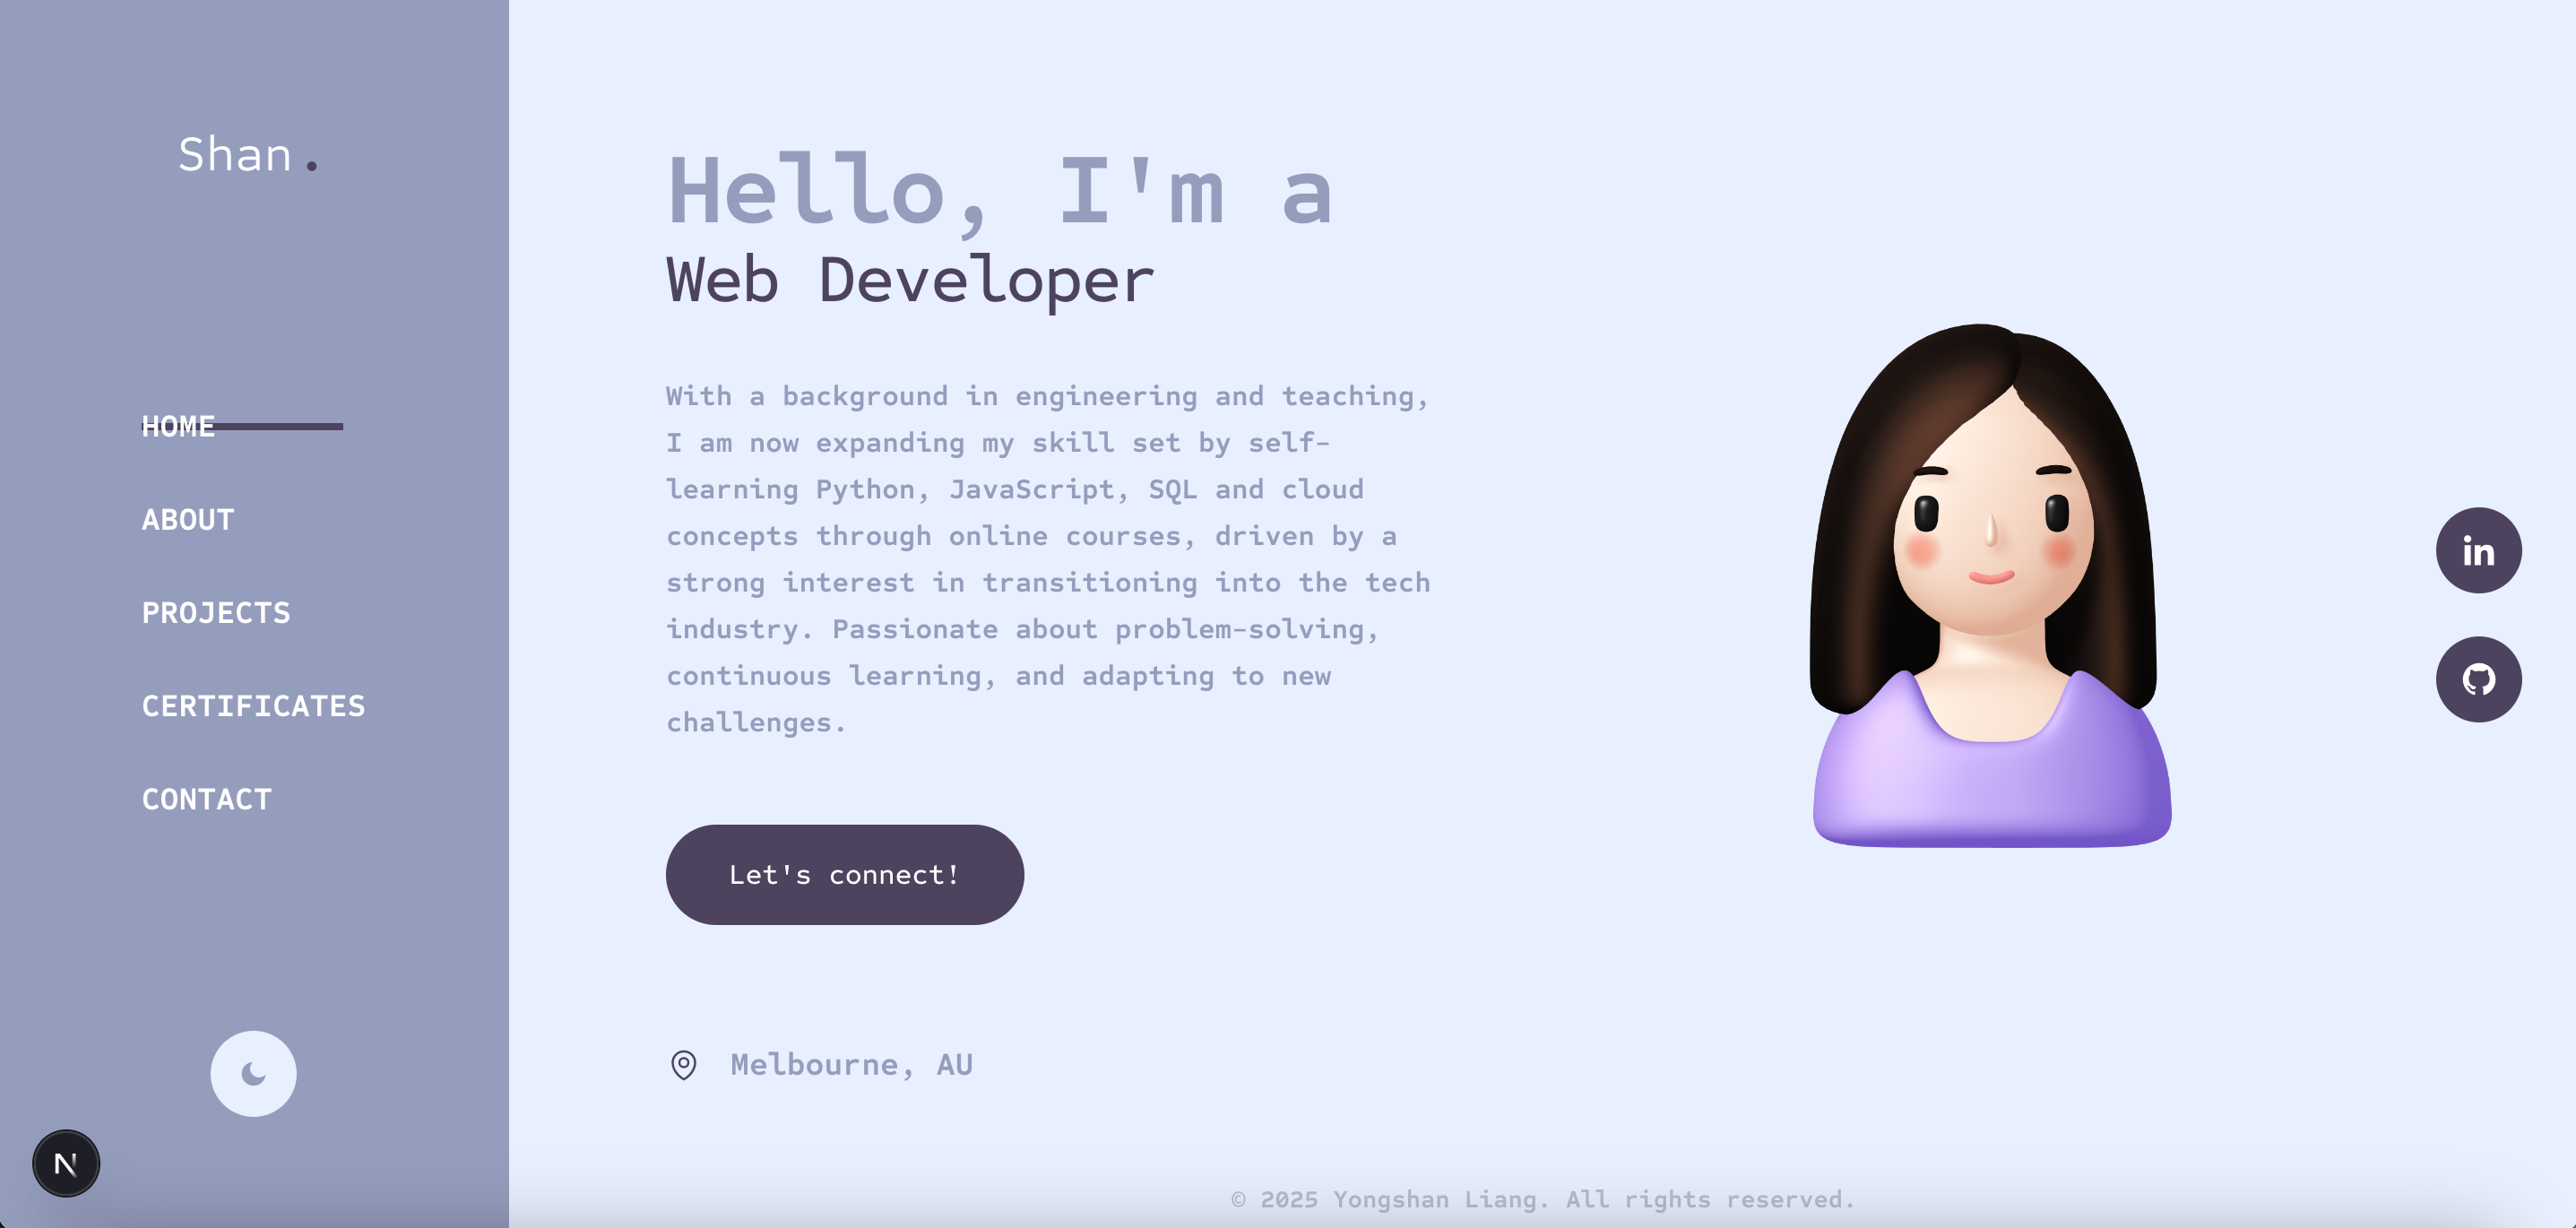 Shan.
HOME
ABOUT
PROJECTS
CERTIFICATES
CONTACT
N
Hello, I'm a
Web Developer
With a background in engineering and teaching,
I am now expanding my skill set by self-
learning Python, JavaScript, SQL and cloud
concepts through online courses, driven by a
strong interest in transitioning into the tech
industry. Passionate about problem-solving,
continuous learning, and adapting to new
challenges.
Let's connect!
Melbourne, AU
in
© 2025 Yongshan Liang. All rights reserved.